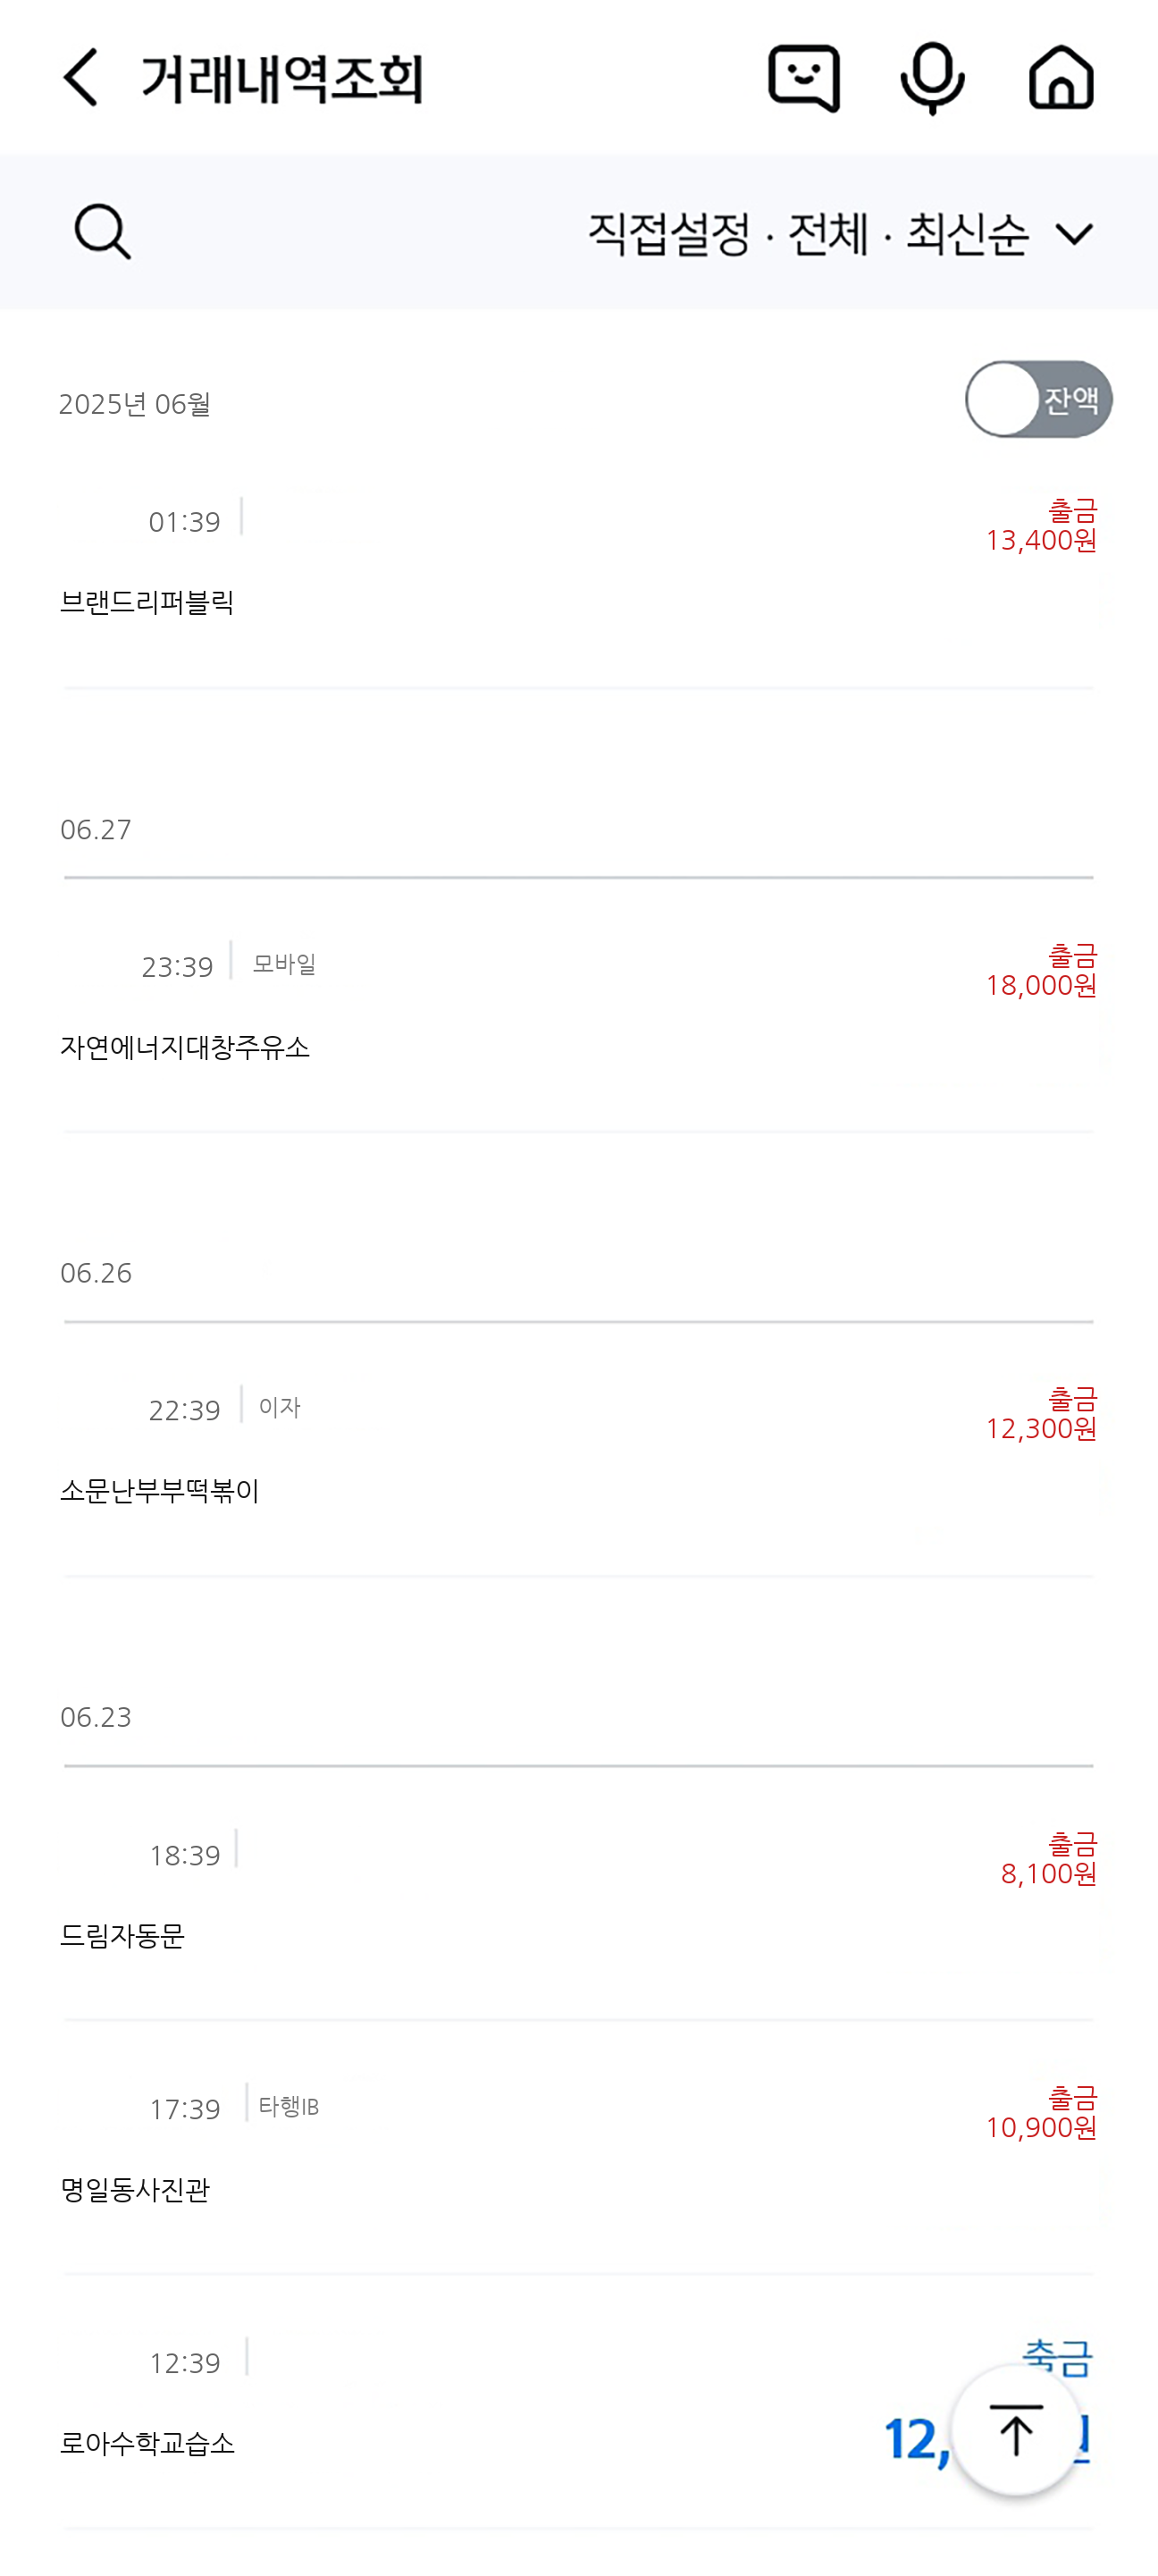 거래내역조회
직접설정 · 전체 · 최신순
2025년 06월
잔액
01:39
출금
13,400원
브랜드리퍼블릭
06.27
23:39 모바일
출금
18,000원
자연에너지대창주유소
06.26
22:39 이자
출금
12,300원
소문난부부떡볶이
06.23
18:39
출금
8,100원
드림자동문
17:39 타행IB
출금
10,900원
명일동사진관
12:39
로아수학교습소
12,